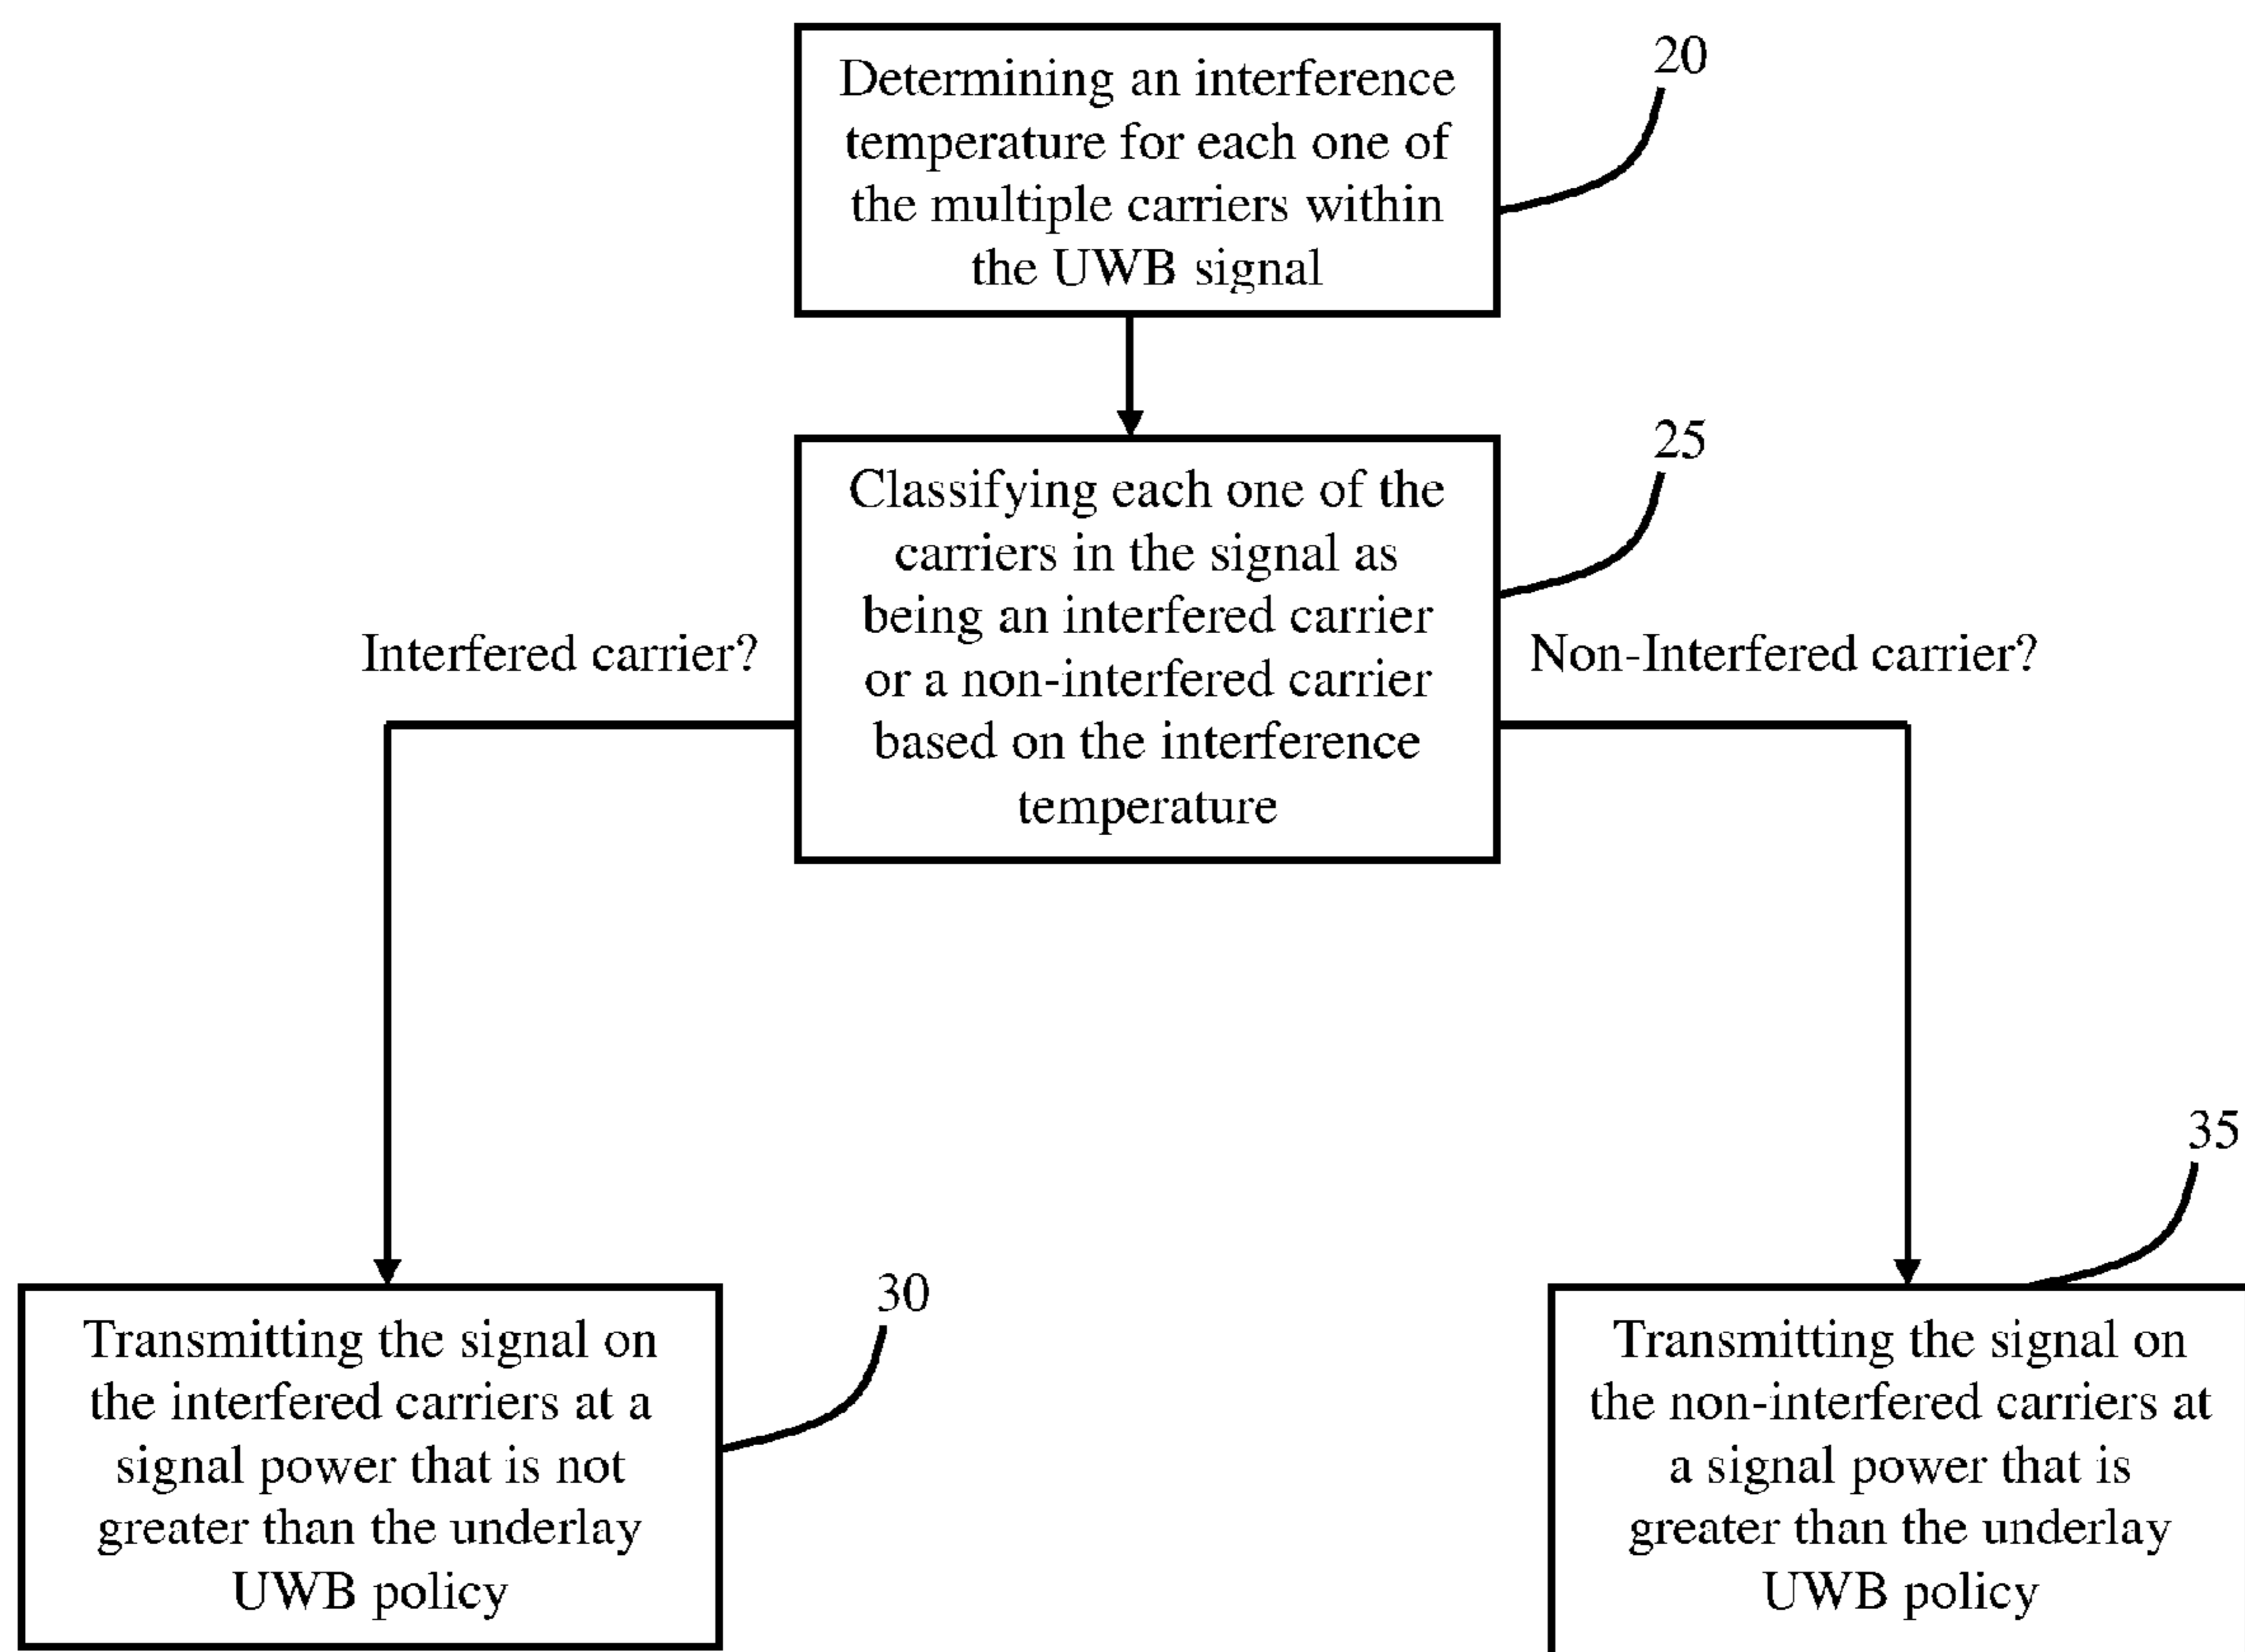 Determining an interference
temperature for each one of
the multiple carriers within
the UWB signal
20
Classifying each one of the
carriers in the signal as
being an interfered carrier
or a non-interfered carrier
based on the interference
temperature
25
Interfered carrier?
Non-Interfered carrier?
Transmitting the signal on
the interfered carriers at a
signal power that is not
greater than the underlay
UWB policy
30
Transmitting the signal on
the non-interfered carriers at
a signal power that is
greater than the underlay
UWB policy
35